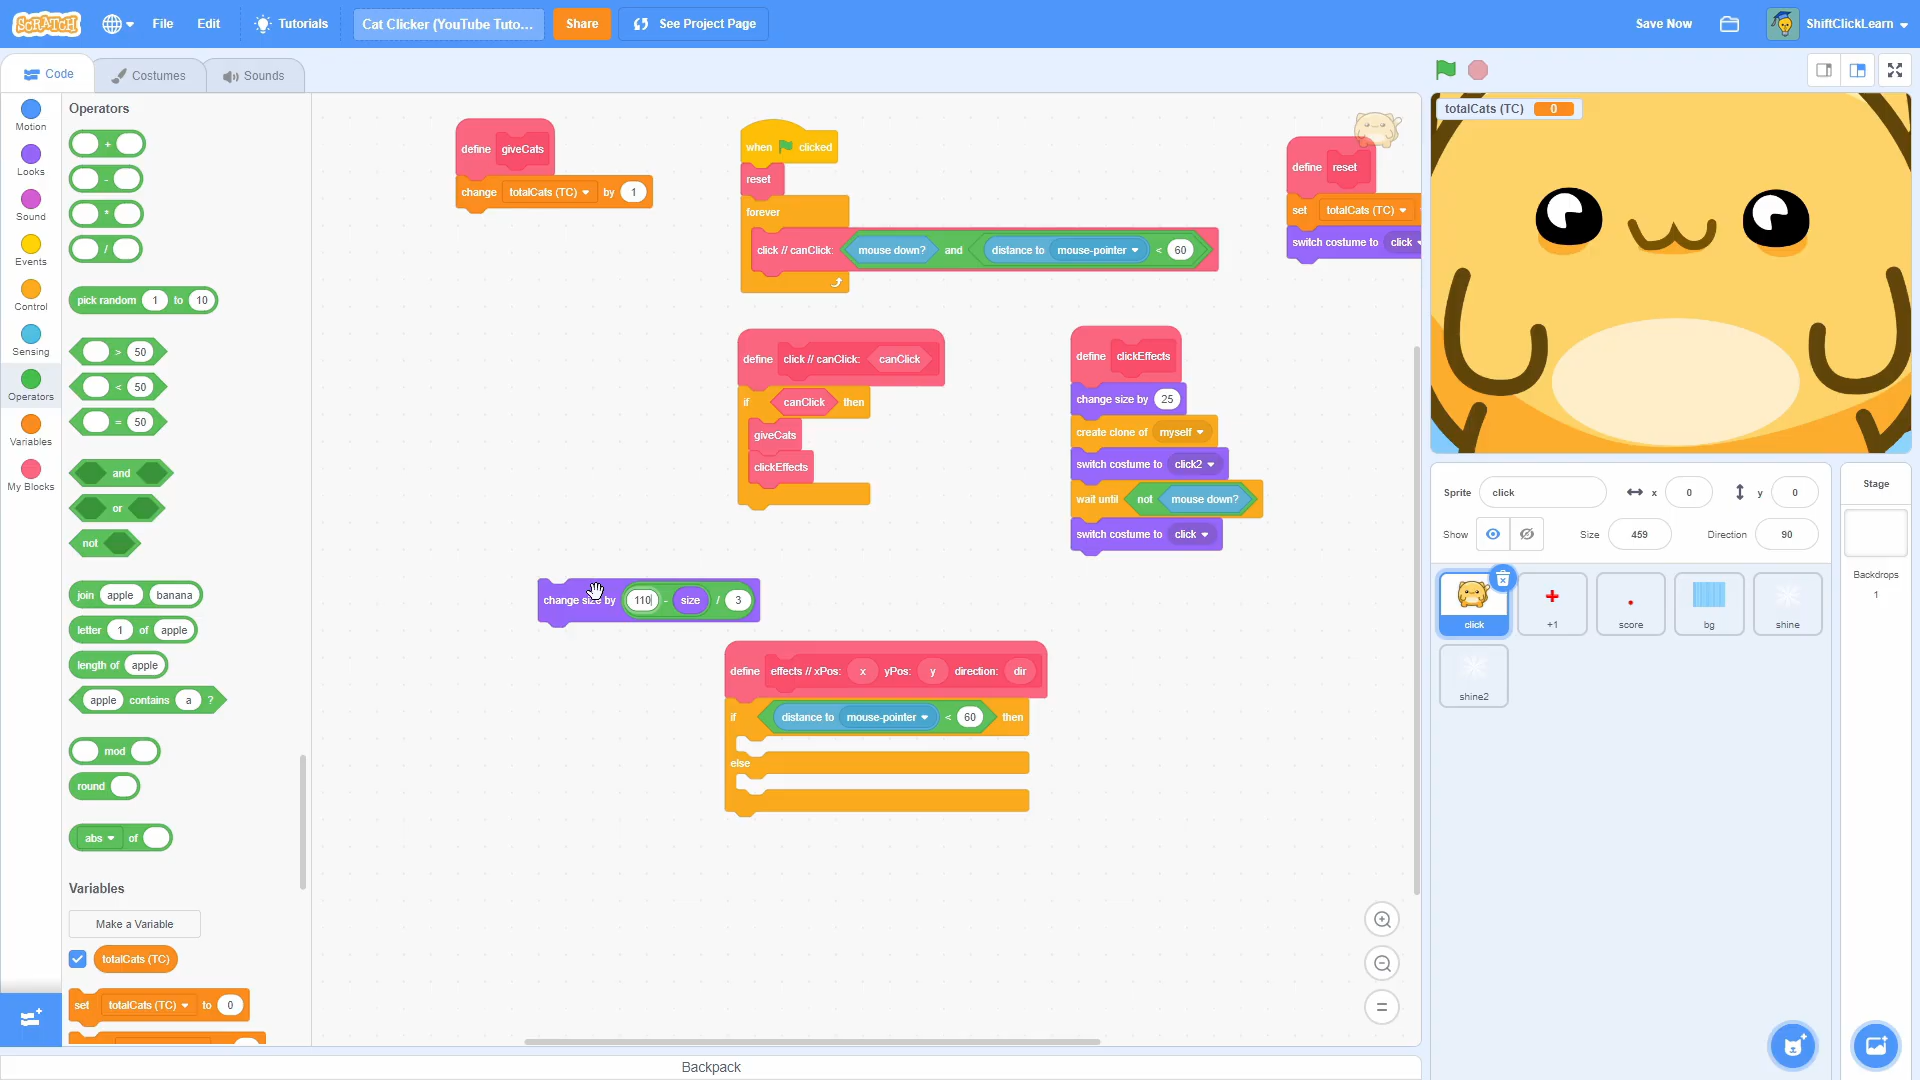 SCRATCH
File
Edit
Tutorials
Cat Clicker (YouTube Tuto...
Share
See Project Page
Save Now
ShiftClickLearn
Code
Costumes
Sounds
Motion
Looks
Sound
Events
Control
Sensing
Operators
Variables
My Blocks
Operators
+
-
*
/
pick random 1 to 10
> 50
< 50
= 50
and
or
not
join apple banana
letter 1 of apple
length of apple
apple contains a ?
mod
round
abs of
Variables
Make a Variable
totalCats (TC)
set totalCats (TC) to 0
define giveCats
change totalCats (TC) by 1
when clicked
reset
forever
click // canClick: mouse down? and distance to mouse-pointer < 60
define reset
set totalCats (TC)
switch costume to click
define click // canClick: canClick
if canClick then
giveCats
clickEffects
define clickEffects
change size by 25
create clone of myself
switch costume to click2
wait until not mouse down?
switch costume to click
change size by 110 - size / 3
define effects // xPos: x yPos: y direction: dir
if distance to mouse-pointer < 60 then
else
Backpack
totalCats (TC) 0
Sprite click x 0 y 0
Show Size 459 Direction 90
click
+1
score
bg
shine
shine2
Stage
Backdrops
1